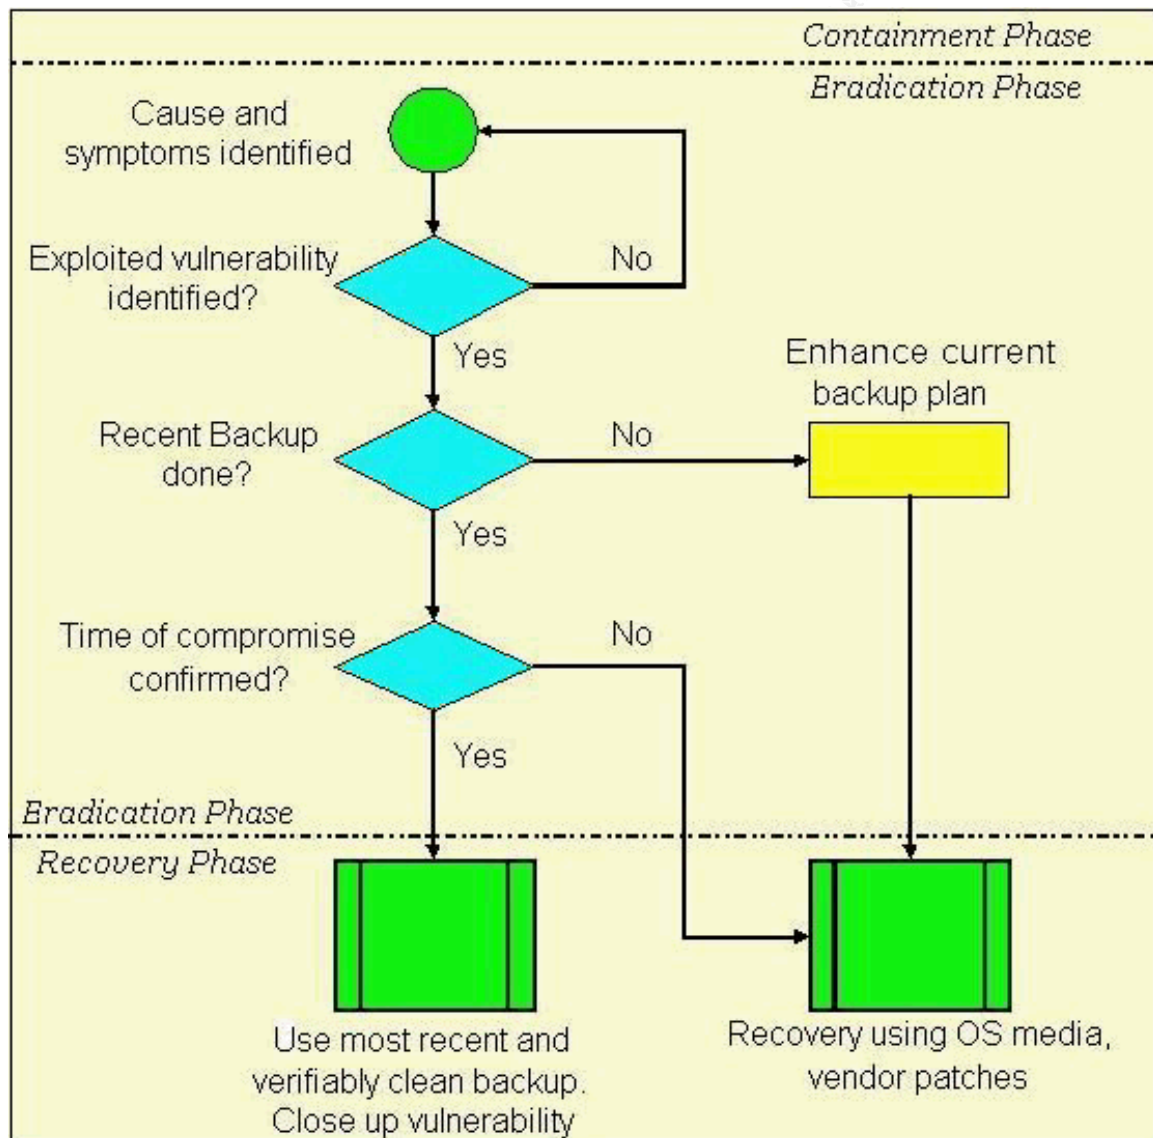 Containment Phase
Eradication Phase
Cause and
symptoms identified
Exploited vulnerability
identified?
No
Yes
Enhance current
backup plan
Recent Backup
done?
No
Yes
Time of compromise
confirmed?
No
Yes
Eradication Phase
Recovery Phase
Use most recent and
verifiably clean backup.
Close up vulnerability
Recovery using OS media,
vendor patches